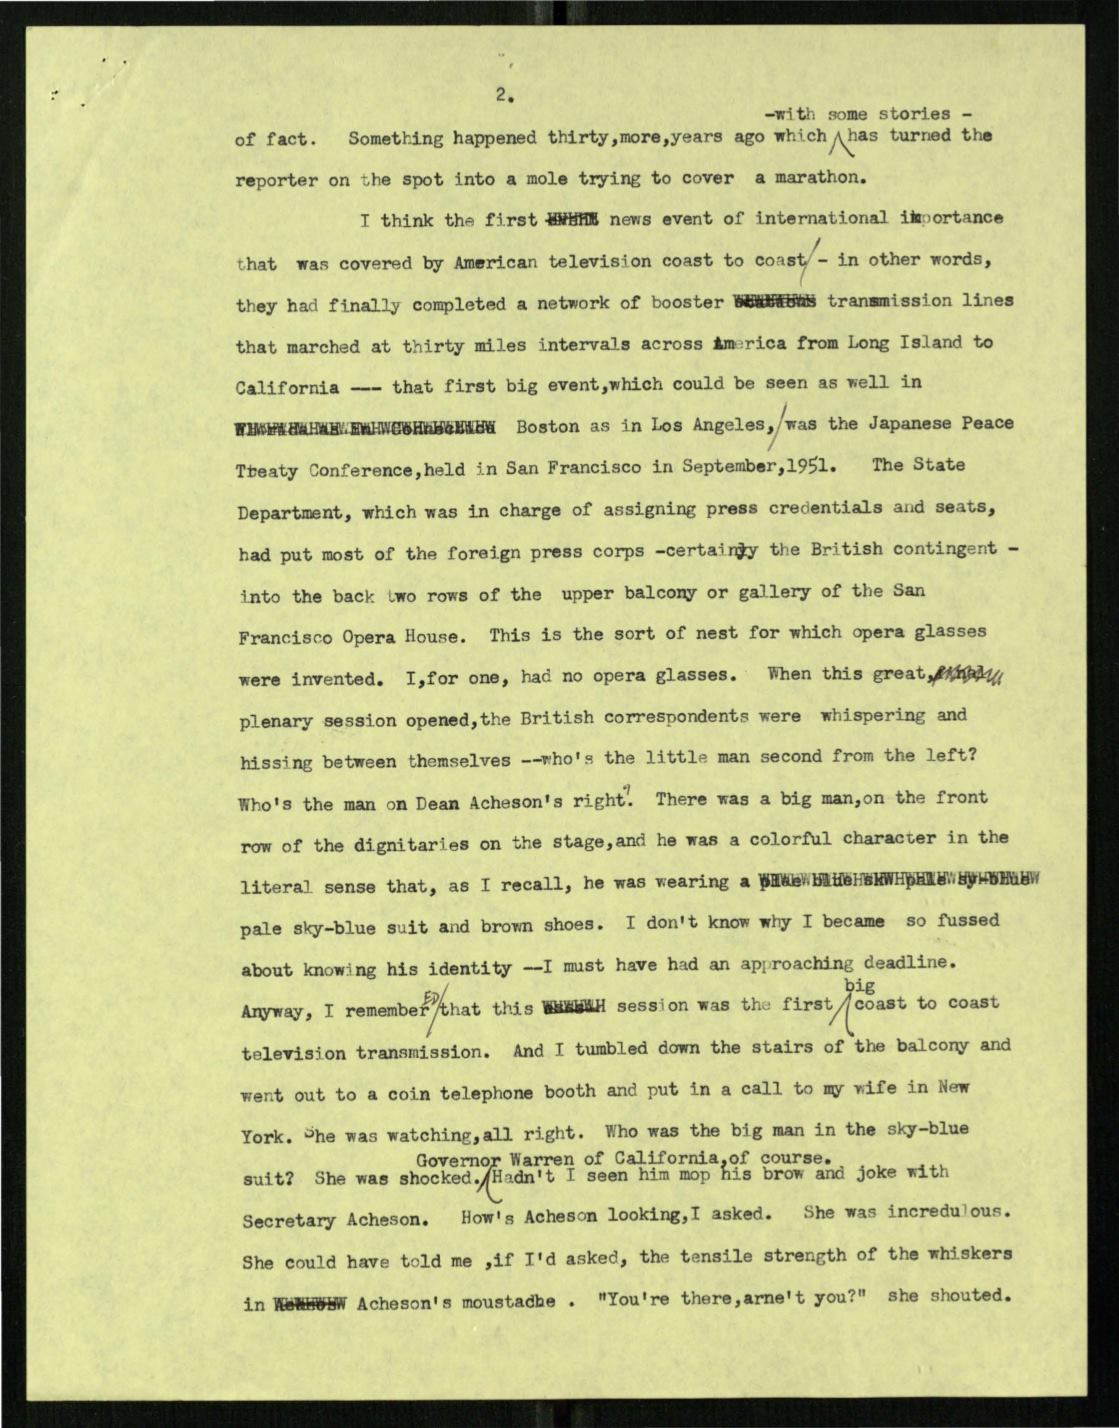 2.
-with some stories -
of fact. Something happened thirty,more,years ago which has turned the
reporter on the spot into a mole trying to cover a marathon.
I think the first news event of international importance
that was covered by American television coast to coast - in other words,
they had finally completed a network of booster transmission lines
that marched at thirty miles intervals across America from Long Island to
California --- that first big event,which could be seen as well in
Boston as in Los Angeles, was the Japanese Peace
Treaty Conference,held in San Francisco in September,1951. The State
Department, which was in charge of assigning press credentials and seats,
had put most of the foreign press corps -certainly the British contingent -
into the back two rows of the upper balcony or gallery of the San
Francisco Opera House. This is the sort of nest for which opera glasses
were invented. I,for one, had no opera glasses. When this great,
plenary session opened,the British correspondents were whispering and
hissing between themselves --who's the little man second from the left?
Who's the man on Dean Acheson's right? There was a big man,on the front
row of the dignitaries on the stage,and he was a colorful character in the
literal sense that, as I recall, he was wearing a
pale sky-blue suit and brown shoes. I don't know why I became so fussed
about knowing his identity --I must have had an approaching deadline.
big
Anyway, I rememberED that this session was the first coast to coast
television transmission. And I tumbled down the stairs of the balcony and
went out to a coin telephone booth and put in a call to my wife in New
York. She was watching,all right. Who was the big man in the sky-blue
Governor Warren of California,of course.
suit? She was shocked. Hadn't I seen him mop his brow and joke with
Secretary Acheson. How's Acheson looking,I asked. She was incredulous.
She could have told me ,if I'd asked, the tensile strength of the whiskers
in Acheson's moustache . "You're there,arne't you?" she shouted.